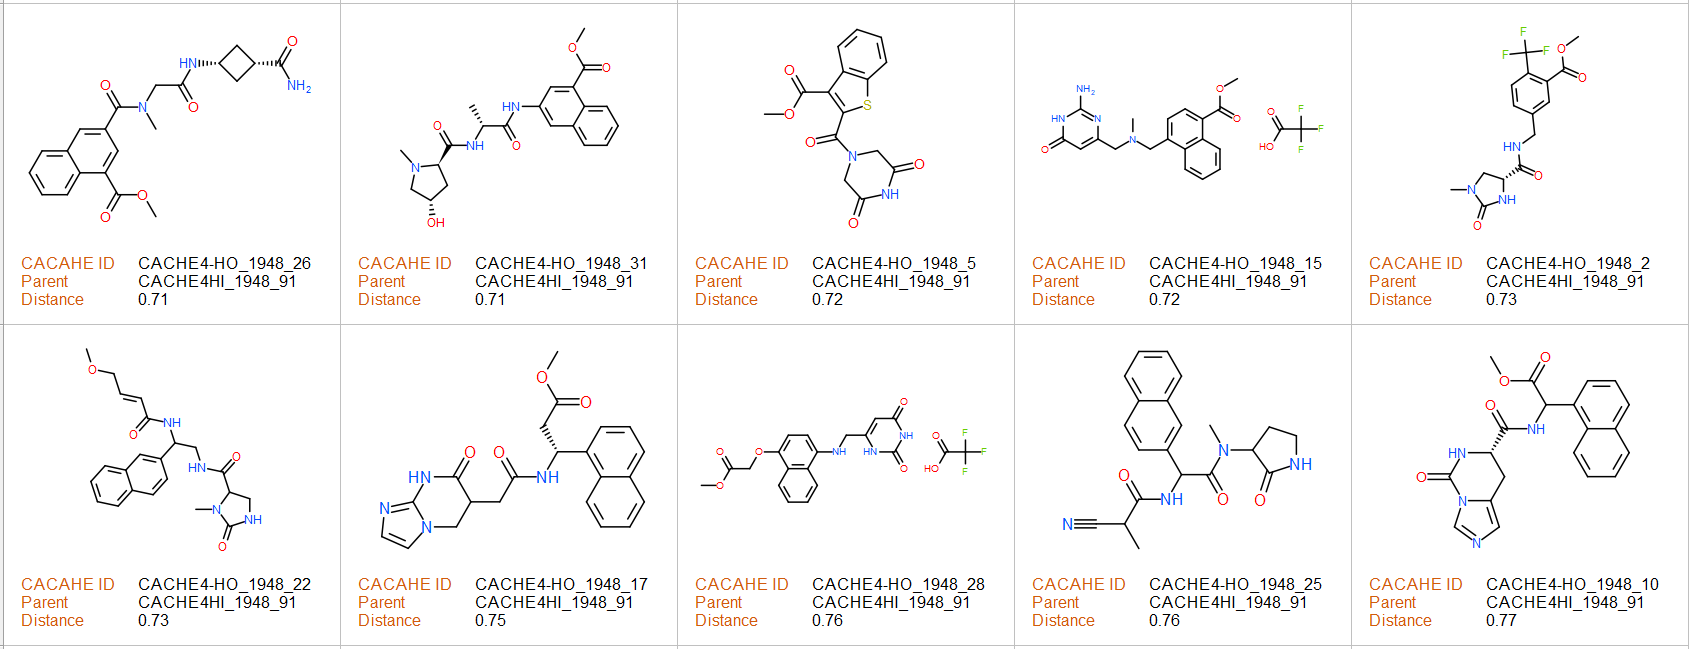 CACAHE ID CACHE4-HO_1948_26
Parent CACHE4HI_1948_91
Distance 0.71
CACAHE ID CACHE4-HO_1948_31
Parent CACHE4HI_1948_91
Distance 0.71
CACAHE ID CACHE4-HO_1948_5
Parent CACHE4HI_1948_91
Distance 0.72
CACAHE ID CACHE4-HO_1948_15
Parent CACHE4HI_1948_91
Distance 0.72
CACAHE ID CACHE4-HO_1948_2
Parent CACHE4HI_1948_91
Distance 0.73
CACAHE ID CACHE4-HO_1948_22
Parent CACHE4HI_1948_91
Distance 0.73
CACAHE ID CACHE4-HO_1948_17
Parent CACHE4HI_1948_91
Distance 0.75
CACAHE ID CACHE4-HO_1948_28
Parent CACHE4HI_1948_91
Distance 0.76
CACAHE ID CACHE4-HO_1948_25
Parent CACHE4HI_1948_91
Distance 0.76
CACAHE ID CACHE4-HO_1948_10
Parent CACHE4HI_1948_91
Distance 0.77